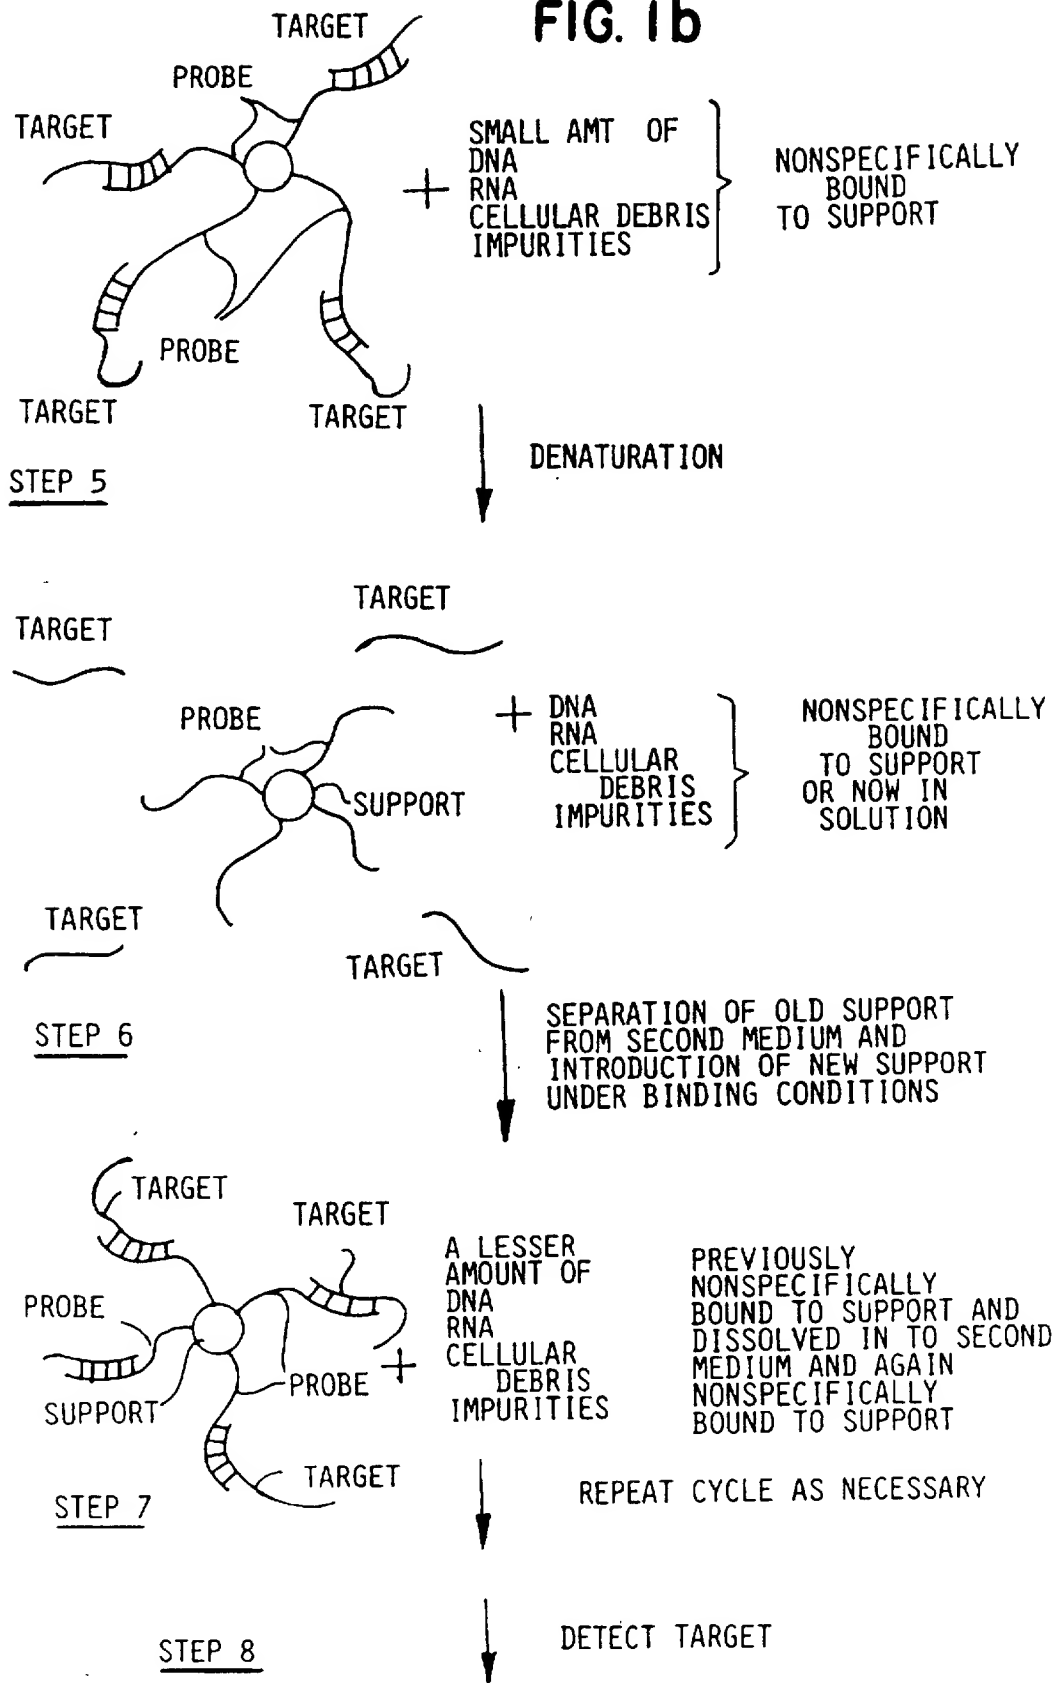 FIG. 1b
TARGET
PROBE
TARGET
+ SMALL AMT OF
DNA
RNA
CELLULAR DEBRIS
IMPURITIES
NONSPECIFICALLY
BOUND
TO SUPPORT
PROBE
TARGET
TARGET
STEP 5
DENATURATION
TARGET
TARGET
PROBE
SUPPORT
+ DNA
RNA
CELLULAR
DEBRIS
IMPURITIES
NONSPECIFICALLY
BOUND
TO SUPPORT
OR NOW IN
SOLUTION
TARGET
TARGET
STEP 6
SEPARATION OF OLD SUPPORT
FROM SECOND MEDIUM AND
INTRODUCTION OF NEW SUPPORT
UNDER BINDING CONDITIONS
TARGET
TARGET
PROBE
SUPPORT
PROBE
TARGET
+ A LESSER
AMOUNT OF
DNA
RNA
CELLULAR
DEBRIS
IMPURITIES
PREVIOUSLY
NONSPECIFICALLY
BOUND TO SUPPORT AND
DISSOLVED IN TO SECOND
MEDIUM AND AGAIN
NONSPECIFICALLY
BOUND TO SUPPORT
STEP 7
REPEAT CYCLE AS NECESSARY
STEP 8
DETECT TARGET